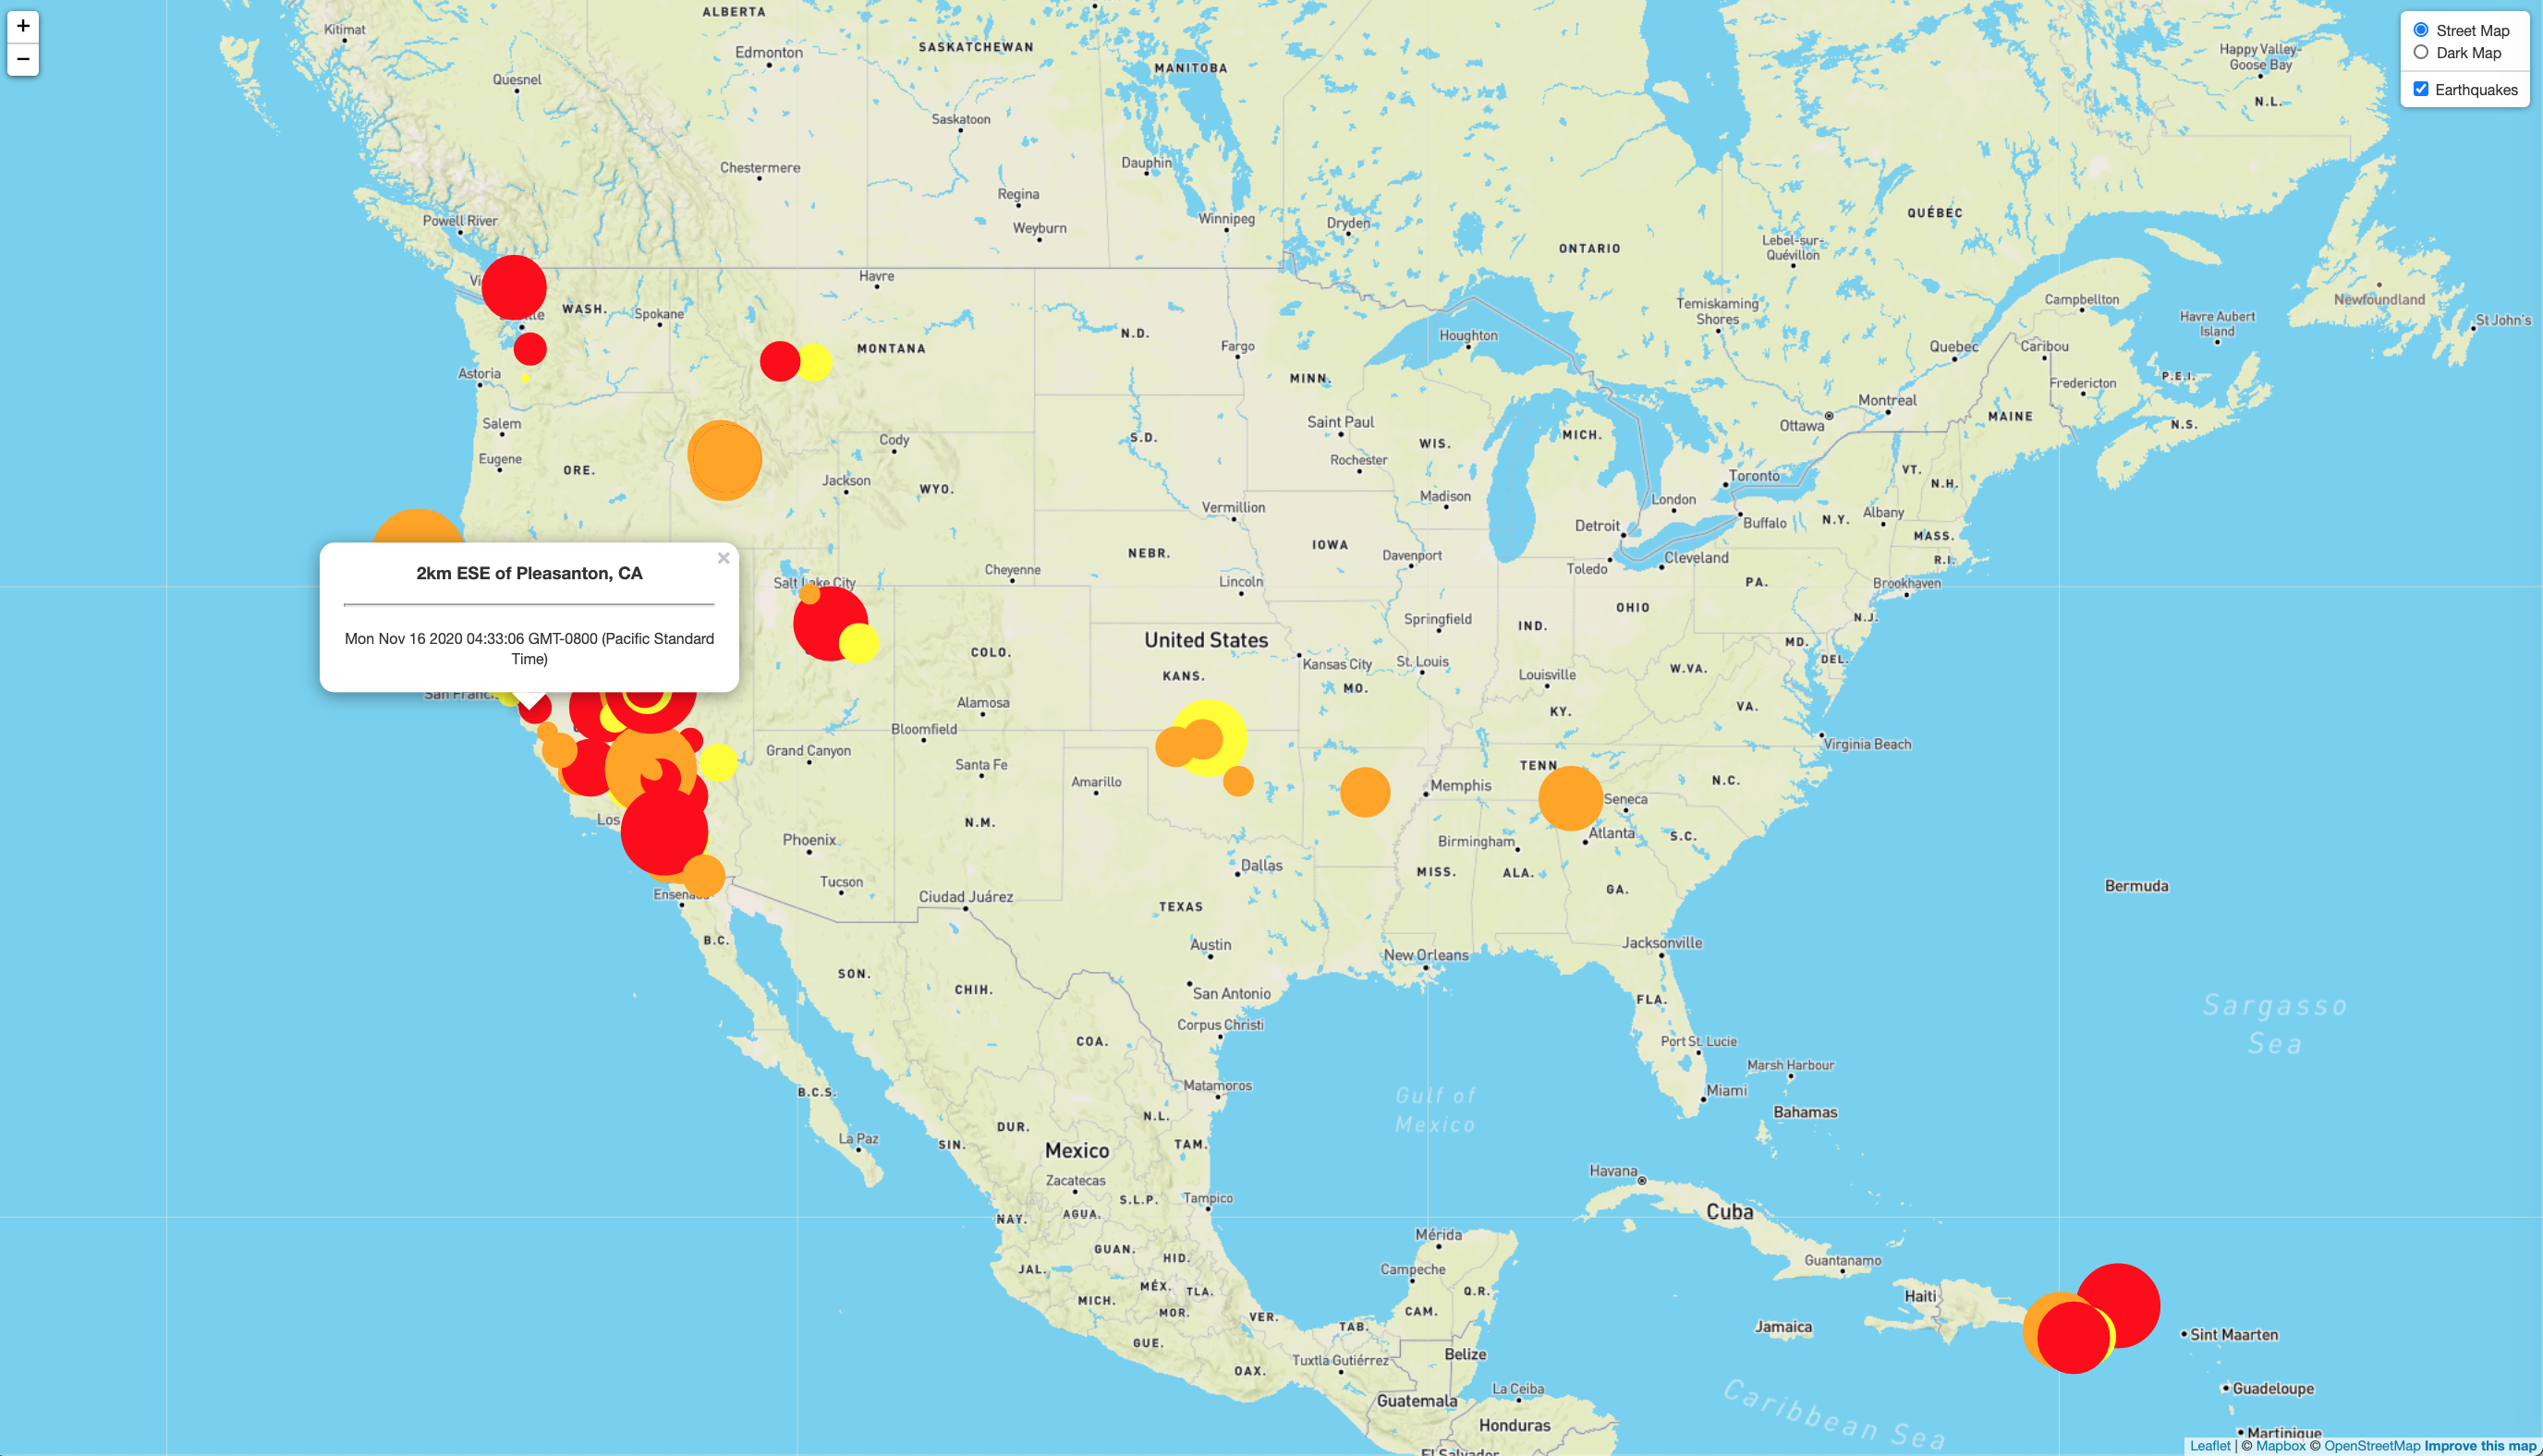 +
−
Street Map
Dark Map
Earthquakes
ALBERTA
Kitimat
Edmonton
SASKATCHEWAN
MANITOBA
Happy Valley-
Goose Bay
N.L.
Quesnel
Saskatoon
Chestermere
Dauphin
Regina
Powell River
Weyburn
Winnipeg
Dryden
QUÉBEC
ONTARIO
Lebel-sur-
Quévillon
Havre
WASH.
Spokane
Temiskaming
Shores
Campbellton
Newfoundland
Havre Aubert
Island
St John's
MONTANA
N.D.
Fargo
Houghton
Quebec
Caribou
Astoria
MINN.
Fredericton
P.E.I.
Montreal
MAINE
Salem
Cody
S.D.
Saint Paul
WIS.
MICH.
Ottawa
N.S.
Eugene
ORE.
Rochester
VT.
Jackson
WYO.
Toronto
N.H.
Madison
London
Vermillion
Detroit
Buffalo
N.Y.
Albany
MASS.
NEBR.
IOWA
Davenport
Cleveland
R.I.
Toledo
Cheyenne
Salt Lake City
Lincoln
PA.
Brookhaven
2km ESE of Pleasanton, CA
×
Mon Nov 16 2020 04:33:06 GMT-0800 (Pacific Standard
Time)
OHIO
Springfield
IND.
N.J.
United States
COLO.
MD.
DEL.
Kansas City
St. Louis
W.VA.
KANS.
Louisville
MO.
San Franc
Alamosa
KY.
VA.
Bloomfield
Grand Canyon
Virginia Beach
Santa Fe
TENN
Amarillo
Memphis
N.C.
Seneca
Los
N.M.
Phoenix
Birmingham
Atlanta
S.C.
Dallas
MISS.
ALA.
Tucson
GA.
Bermuda
Ciudad Juárez
TEXAS
B.C.
Austin
Jacksonville
New Orleans
SON.
CHIH.
San Antonio
FLA.
Sargasso
Sea
Corpus Christi
COA.
Port St. Lucie
Marsh Harbour
Matamoros
Miami
B.C.S.
Gulf of
Mexico
Bahamas
N.L.
DUR.
La Paz
SIN.
Mexico
TAM.
Havana
Zacatecas
S.L.P.
Tampico
AGUA.
NAY.
Cuba
Mérida
GUAN.
HID.
JAL.
Campeche
Guantanamo
MÉX.
TLA.
Q.R.
MICH.
Haiti
MOR.
VER.
CAM.
TAB.
Jamaica
Sint Maarten
GUE.
Belize
Tuxtla Gutiérrez
OAX.
La Ceiba
Guadeloupe
Guatemala
Caribbean Sea
Honduras
Martinique
El Salvador
Leaflet | © Mapbox © OpenStreetMap Improve this map